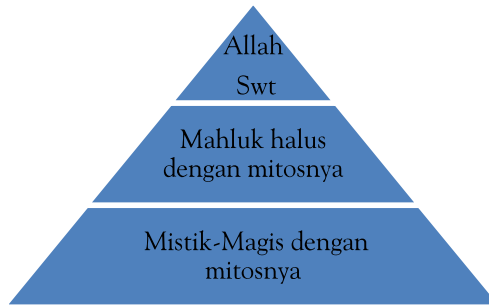 Allah
Swt
Mahluk halus
dengan mitosnya
Mistik-Magis dengan
mitosnya